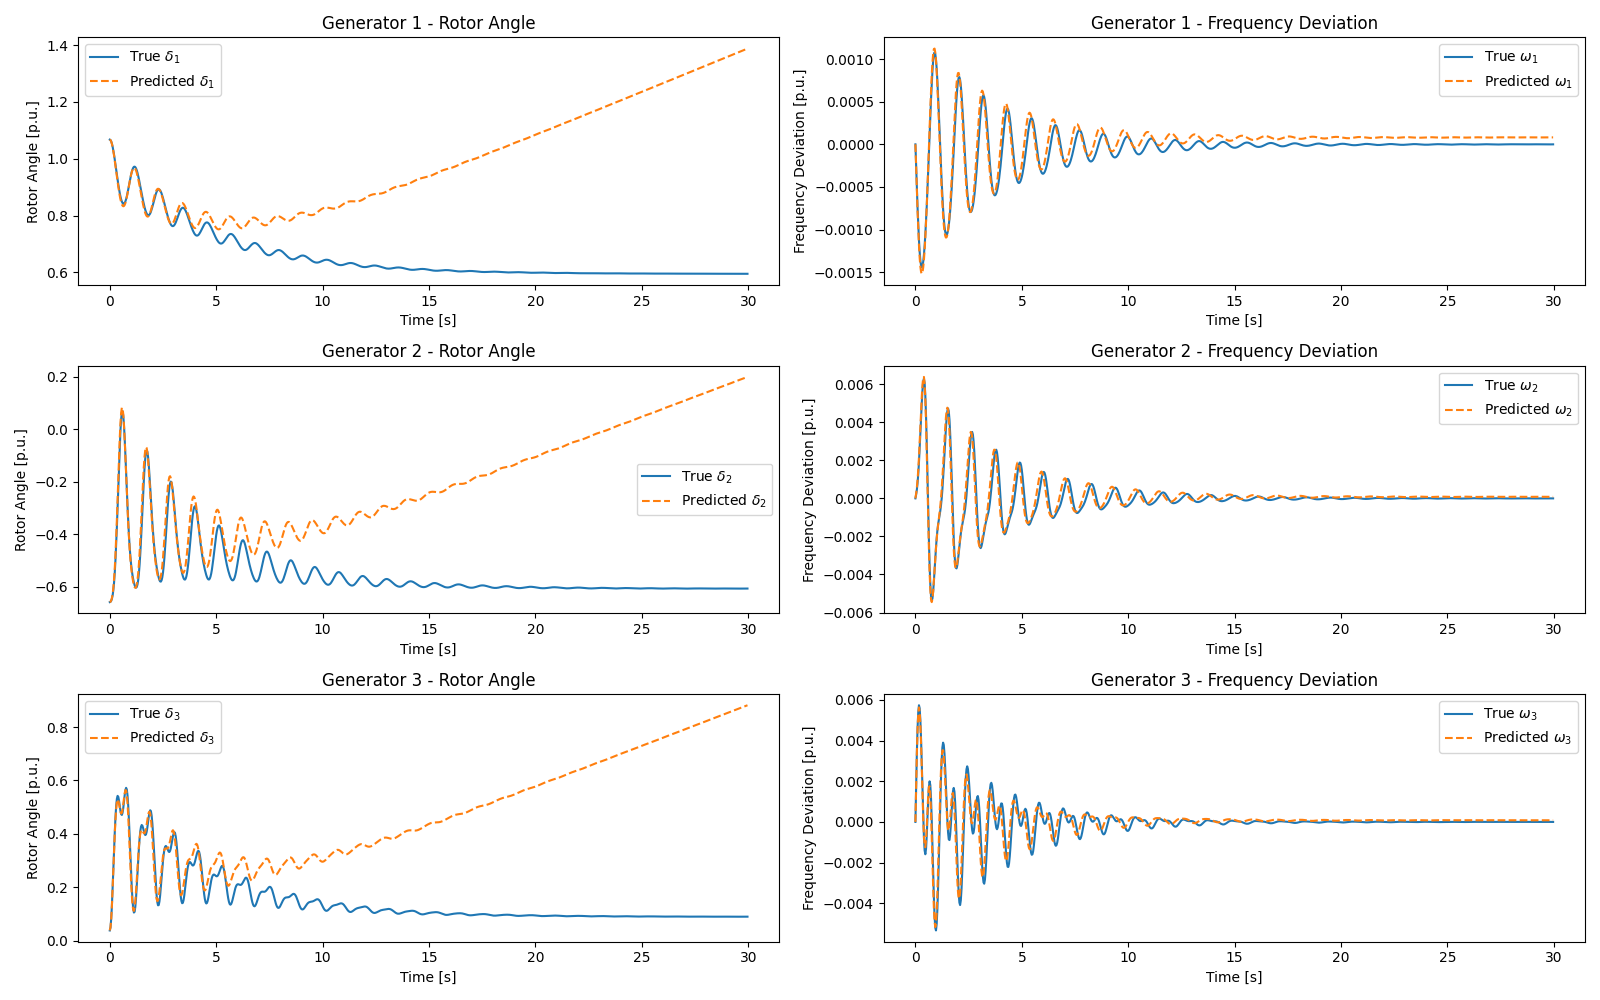 Generator 1 - Rotor Angle
Rotor Angle [p.u.]
1.4
1.2
1.0
0.8
0.6
True δ₁
Predicted δ₁
0 5 10 15 20 25 30
Time [s]
Generator 1 - Frequency Deviation
Frequency Deviation [p.u.]
0.0010
0.0005
0.0000
−0.0005
−0.0010
−0.0015
True ω₁
Predicted ω₁
0 5 10 15 20 25 30
Time [s]
Generator 2 - Rotor Angle
Rotor Angle [p.u.]
0.2
0.0
−0.2
−0.4
−0.6
True δ₂
Predicted δ₂
0 5 10 15 20 25 30
Time [s]
Generator 2 - Frequency Deviation
Frequency Deviation [p.u.]
0.006
0.004
0.002
0.000
−0.002
−0.004
−0.006
True ω₂
Predicted ω₂
0 5 10 15 20 25 30
Time [s]
Generator 3 - Rotor Angle
Rotor Angle [p.u.]
0.8
0.6
0.4
0.2
0.0
True δ₃
Predicted δ₃
0 5 10 15 20 25 30
Time [s]
Generator 3 - Frequency Deviation
Frequency Deviation [p.u.]
0.006
0.004
0.002
0.000
−0.002
−0.004
True ω₃
Predicted ω₃
0 5 10 15 20 25 30
Time [s]